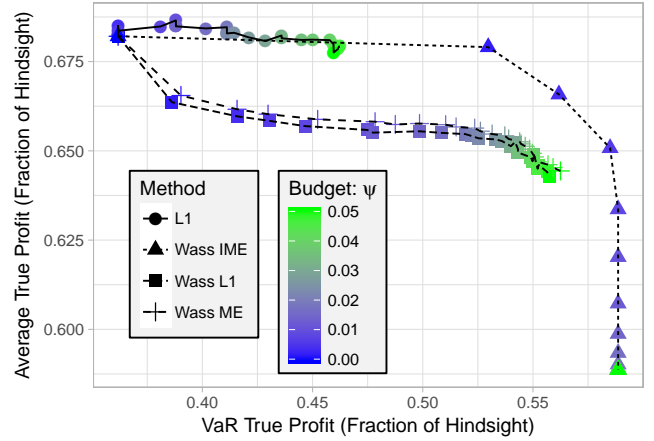 Average True Profit (Fraction of Hindsight)
0.675
0.650
0.625
0.600
Method
L1
Wass IME
Wass L1
Wass ME
Budget: ψ
0.05
0.04
0.03
0.02
0.01
0.00
0.40
0.45
0.50
0.55
VaR True Profit (Fraction of Hindsight)